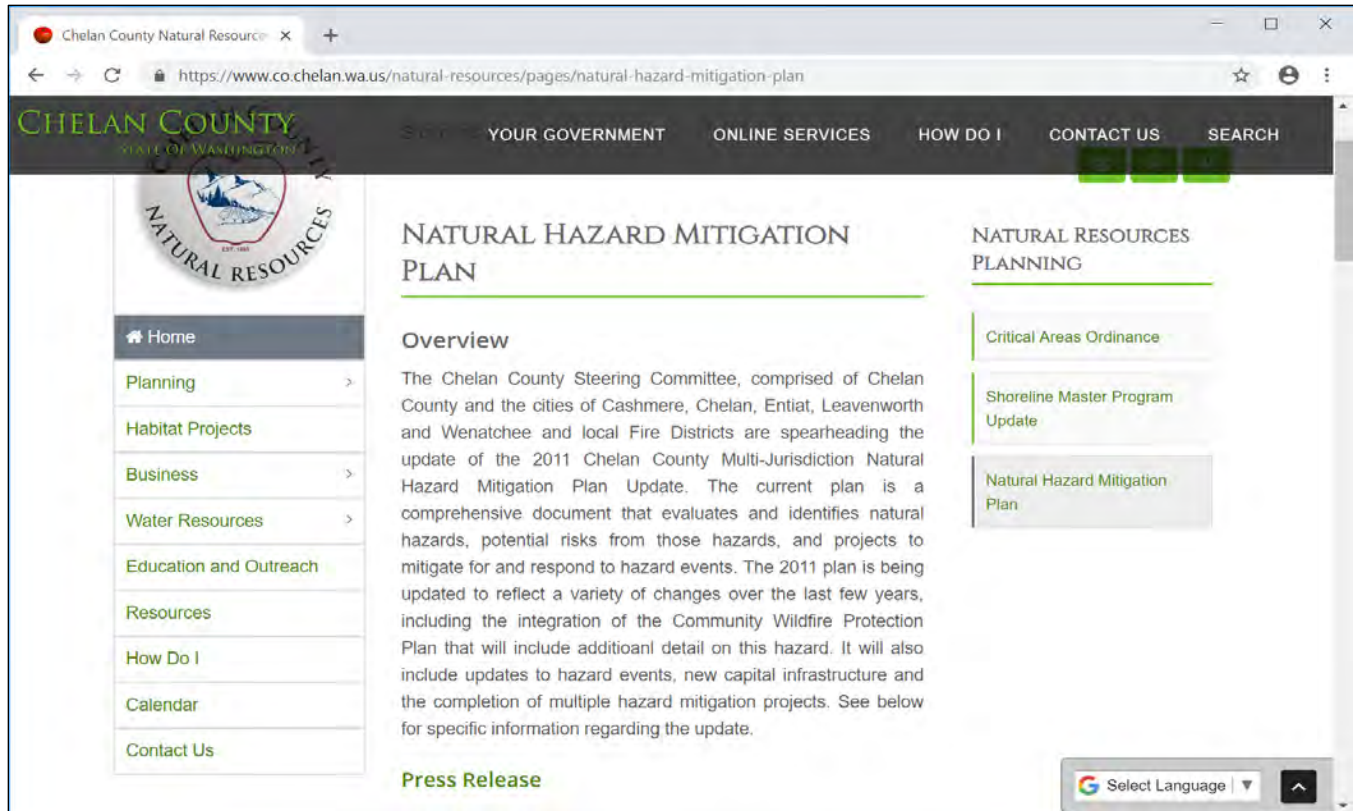 Chelan County Natural Resource
https://www.co.chelan.wa.us/natural-resources/pages/natural-hazard-mitigation-plan
CHELAN COUNTY
STATE OF WASHINGTON
YOUR GOVERNMENT
ONLINE SERVICES
HOW DO I
CONTACT US
SEARCH
NATURAL RESOURCES
EST. 1899
Home
Planning
Habitat Projects
Business
Water Resources
Education and Outreach
Resources
How Do I
Calendar
Contact Us
NATURAL HAZARD MITIGATION
PLAN
Overview
The Chelan County Steering Committee, comprised of Chelan
County and the cities of Cashmere, Chelan, Entiat, Leavenworth
and Wenatchee and local Fire Districts are spearheading the
update of the 2011 Chelan County Multi-Jurisdiction Natural
Hazard Mitigation Plan Update. The current plan is a
comprehensive document that evaluates and identifies natural
hazards, potential risks from those hazards, and projects to
mitigate for and respond to hazard events. The 2011 plan is being
updated to reflect a variety of changes over the last few years,
including the integration of the Community Wildfire Protection
Plan that will include additioanl detail on this hazard. It will also
include updates to hazard events, new capital infrastructure and
the completion of multiple hazard mitigation projects. See below
for specific information regarding the update.
Press Release
NATURAL RESOURCES
PLANNING
Critical Areas Ordinance
Shoreline Master Program
Update
Natural Hazard Mitigation
Plan
Select Language